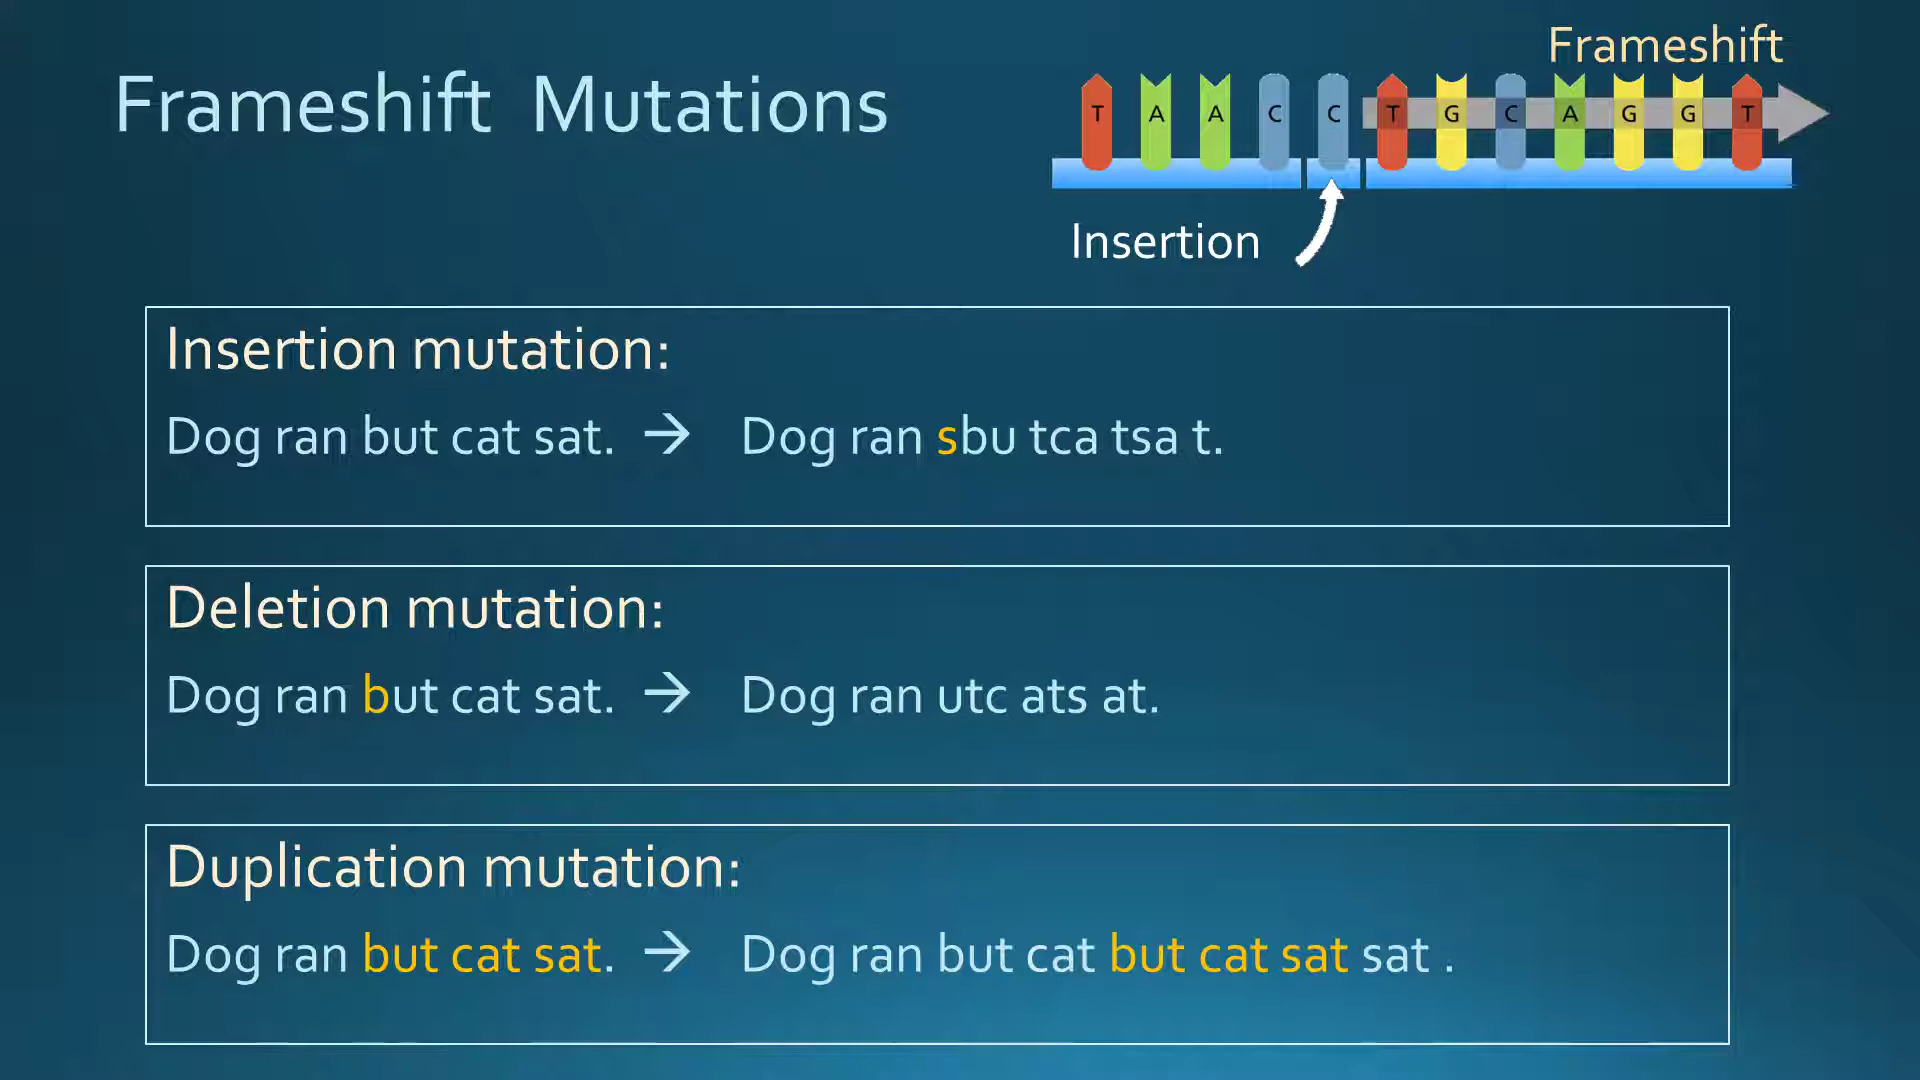 Frameshift Mutations
Frameshift
T A A C C T G C A G G T
Insertion
Insertion mutation:
Dog ran but cat sat. → Dog ran sbu tca tsa t.
Deletion mutation:
Dog ran but cat sat. → Dog ran utc ats at.
Duplication mutation:
Dog ran but cat sat. → Dog ran but cat but cat sat sat .